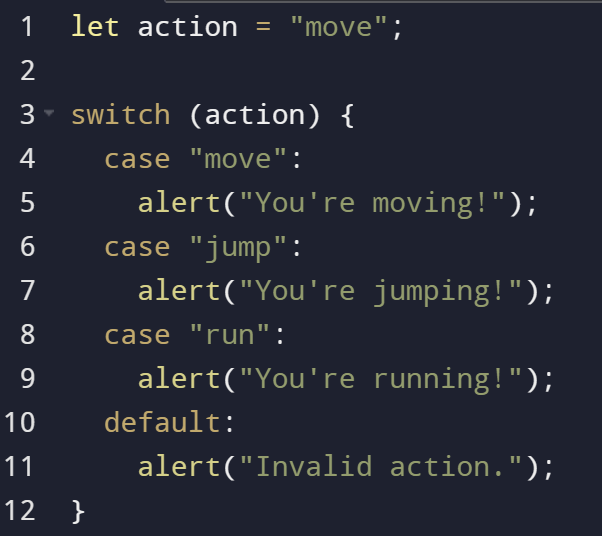 1 let action = "move";
2
3 switch (action) {
4 case "move":
5 alert("You're moving!");
6 case "jump":
7 alert("You're jumping!");
8 case "run":
9 alert("You're running!");
10 default:
11 alert("Invalid action.");
12 }